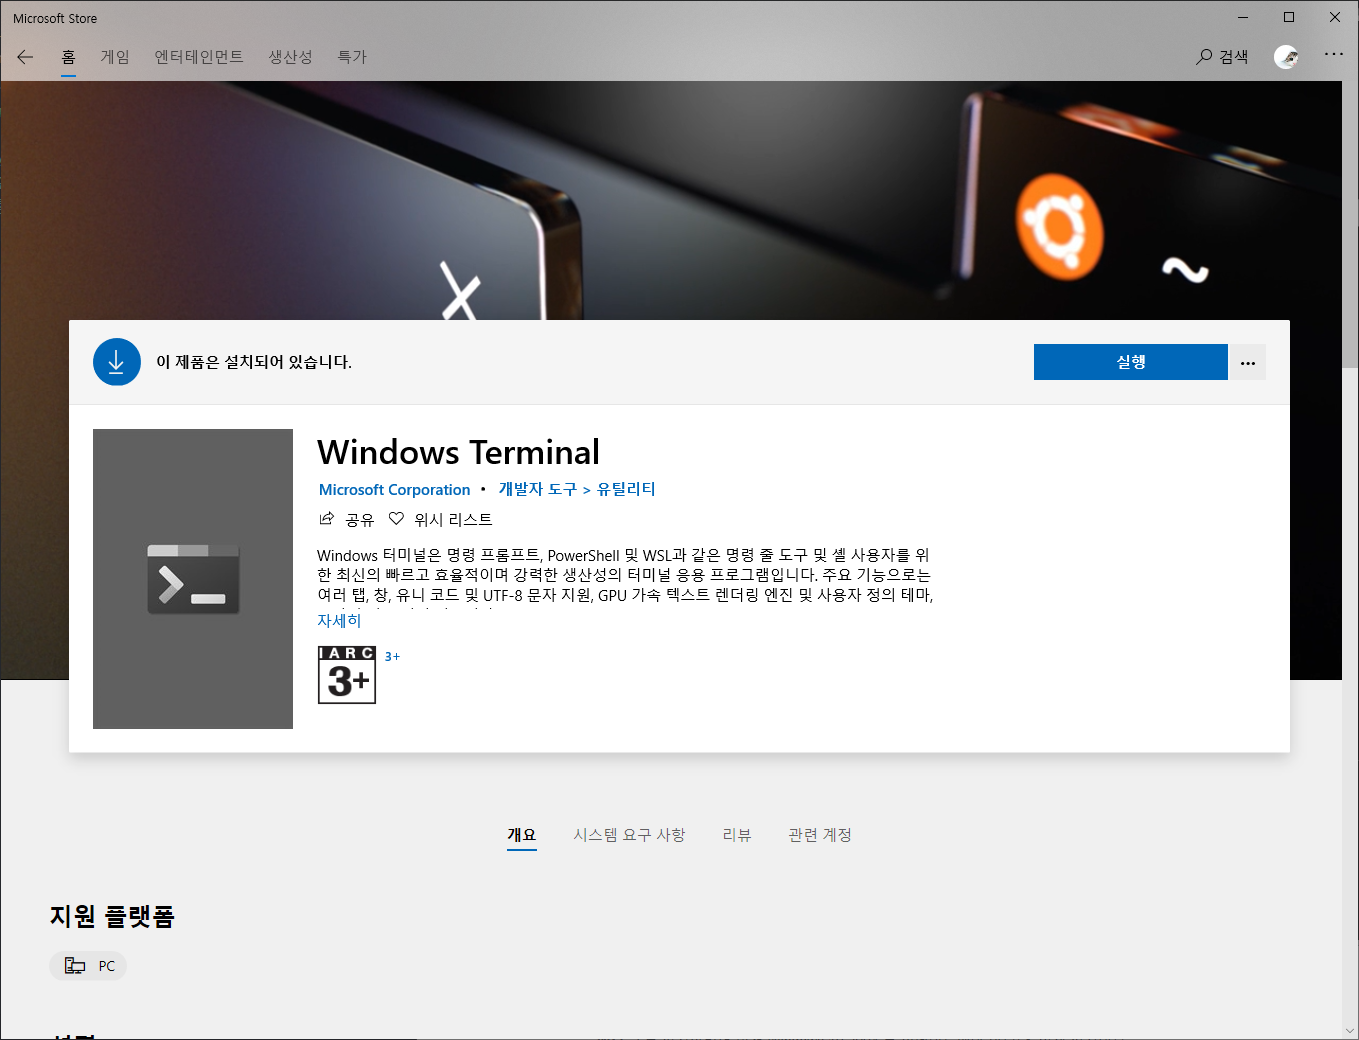 Microsoft Store
홈 게임 엔터테인먼트 생산성 특가 검색
X
~
이 제품은 설치되어 있습니다.
실행
Windows Terminal
Microsoft Corporation • 개발자 도구 > 유틸리티
공유 위시 리스트
Windows 터미널은 명령 프롬프트, PowerShell 및 WSL과 같은 명령 줄 도구 및 셸 사용자를 위
한 최신의 빠르고 효율적이며 강력한 생산성의 터미널 응용 프로그램입니다. 주요 기능으로는
여러 탭, 창, 유니 코드 및 UTF-8 문자 지원, GPU 가속 텍스트 렌더링 엔진 및 사용자 정의 테마,
자세히
IARC
3+
3+
개요 시스템 요구 사항 리뷰 관련 계정
지원 플랫폼
PC